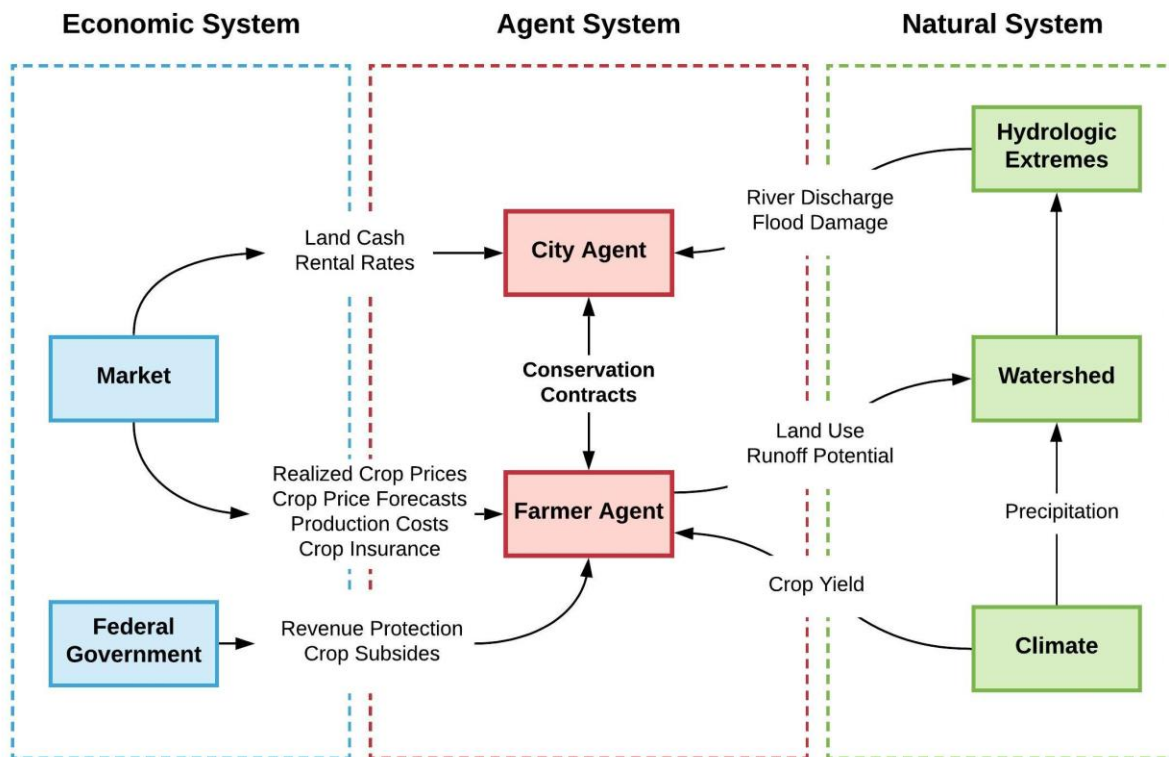 Economic System
Agent System
Natural System
Hydrologic
Extremes
River Discharge
Flood Damage
Land Cash
Rental Rates
City Agent
Market
Conservation
Contracts
Watershed
Land Use
Runoff Potential
Realized Crop Prices
Crop Price Forecasts
Production Costs
Crop Insurance
Farmer Agent
Precipitation
Crop Yield
Federal
Government
Revenue Protection
Crop Subsides
Climate